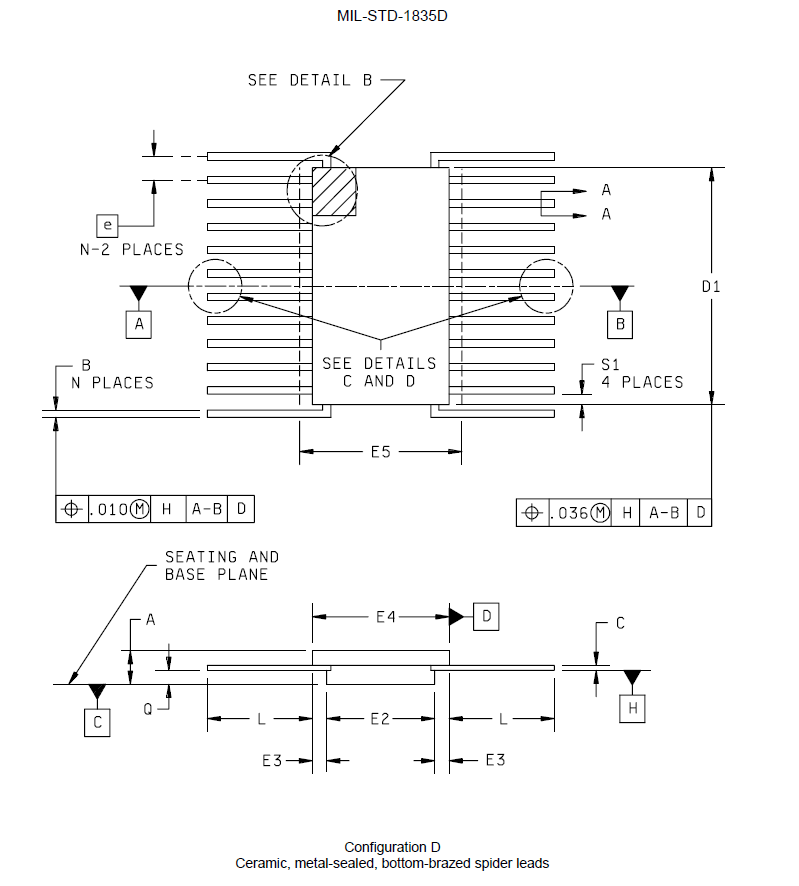 MIL-STD-1835D
SEE DETAIL B
A
A
e
N-2 PLACES
D1
A
B
B
N PLACES
SEE DETAILS
C AND D
S1
4 PLACES
E5
.010 Ⓜ H A-B D
.036 Ⓜ H A-B D
SEATING AND
BASE PLANE
A
E4
D
C
Q
C
L
E2
L
H
E3
E3
Configuration D
Ceramic, metal-sealed, bottom-brazed spider leads